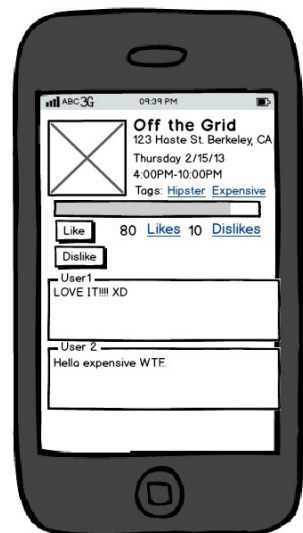 ABC 3G 09:39 PM
Off the Grid
123 Haste St. Berkeley, CA
Thursday 2/15/13
4:00PM-10:00PM
Tags: Hipster Expensive
Like 80 Likes 10 Dislikes
Dislike
User1
LOVE IT!!!! XD
User 2
Hella expensive WTF.